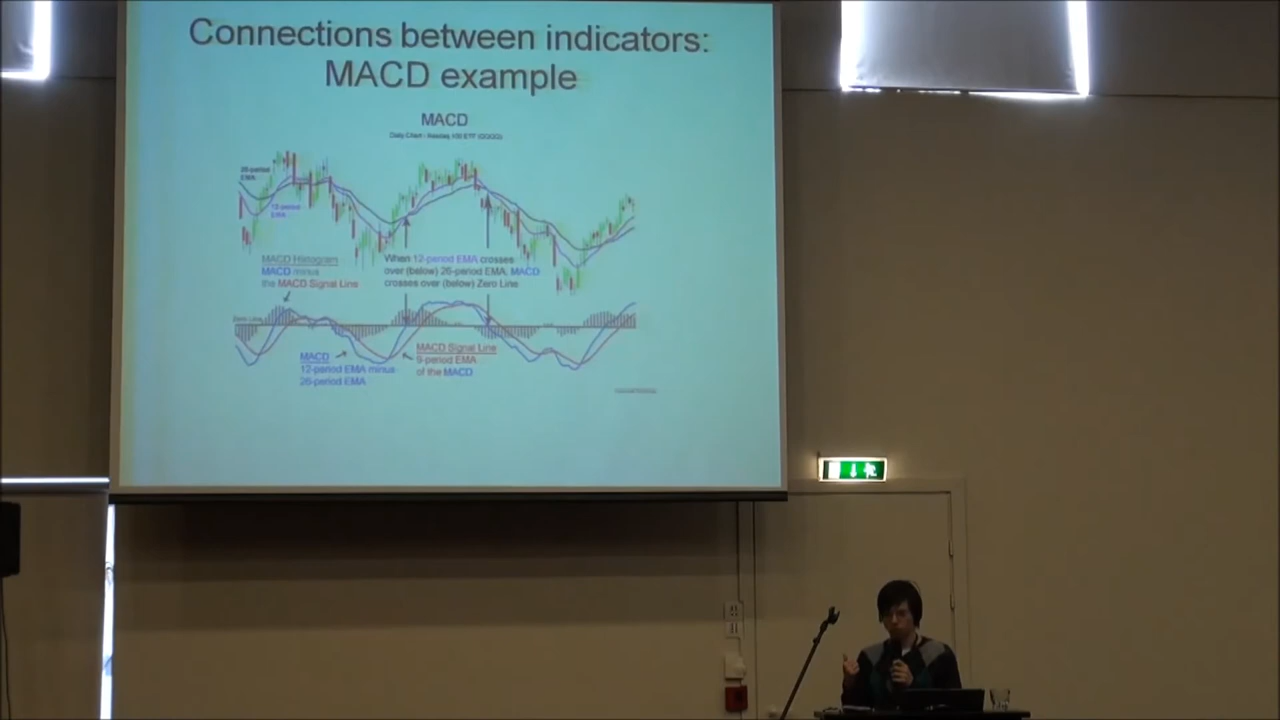 Connections between indicators:
MACD example
MACD
Daily Chart - Nasdaq 100 ETF (QQQQ)
26-period
EMA
12-period
EMA
MACD Histogram
MACD minus
the MACD Signal Line
When 12-period EMA crosses
over (below) 26-period EMA, MACD
crosses over (below) Zero Line
Zero Line
MACD
12-period EMA minus
26-period EMA
MACD Signal Line
9-period EMA
of the MACD